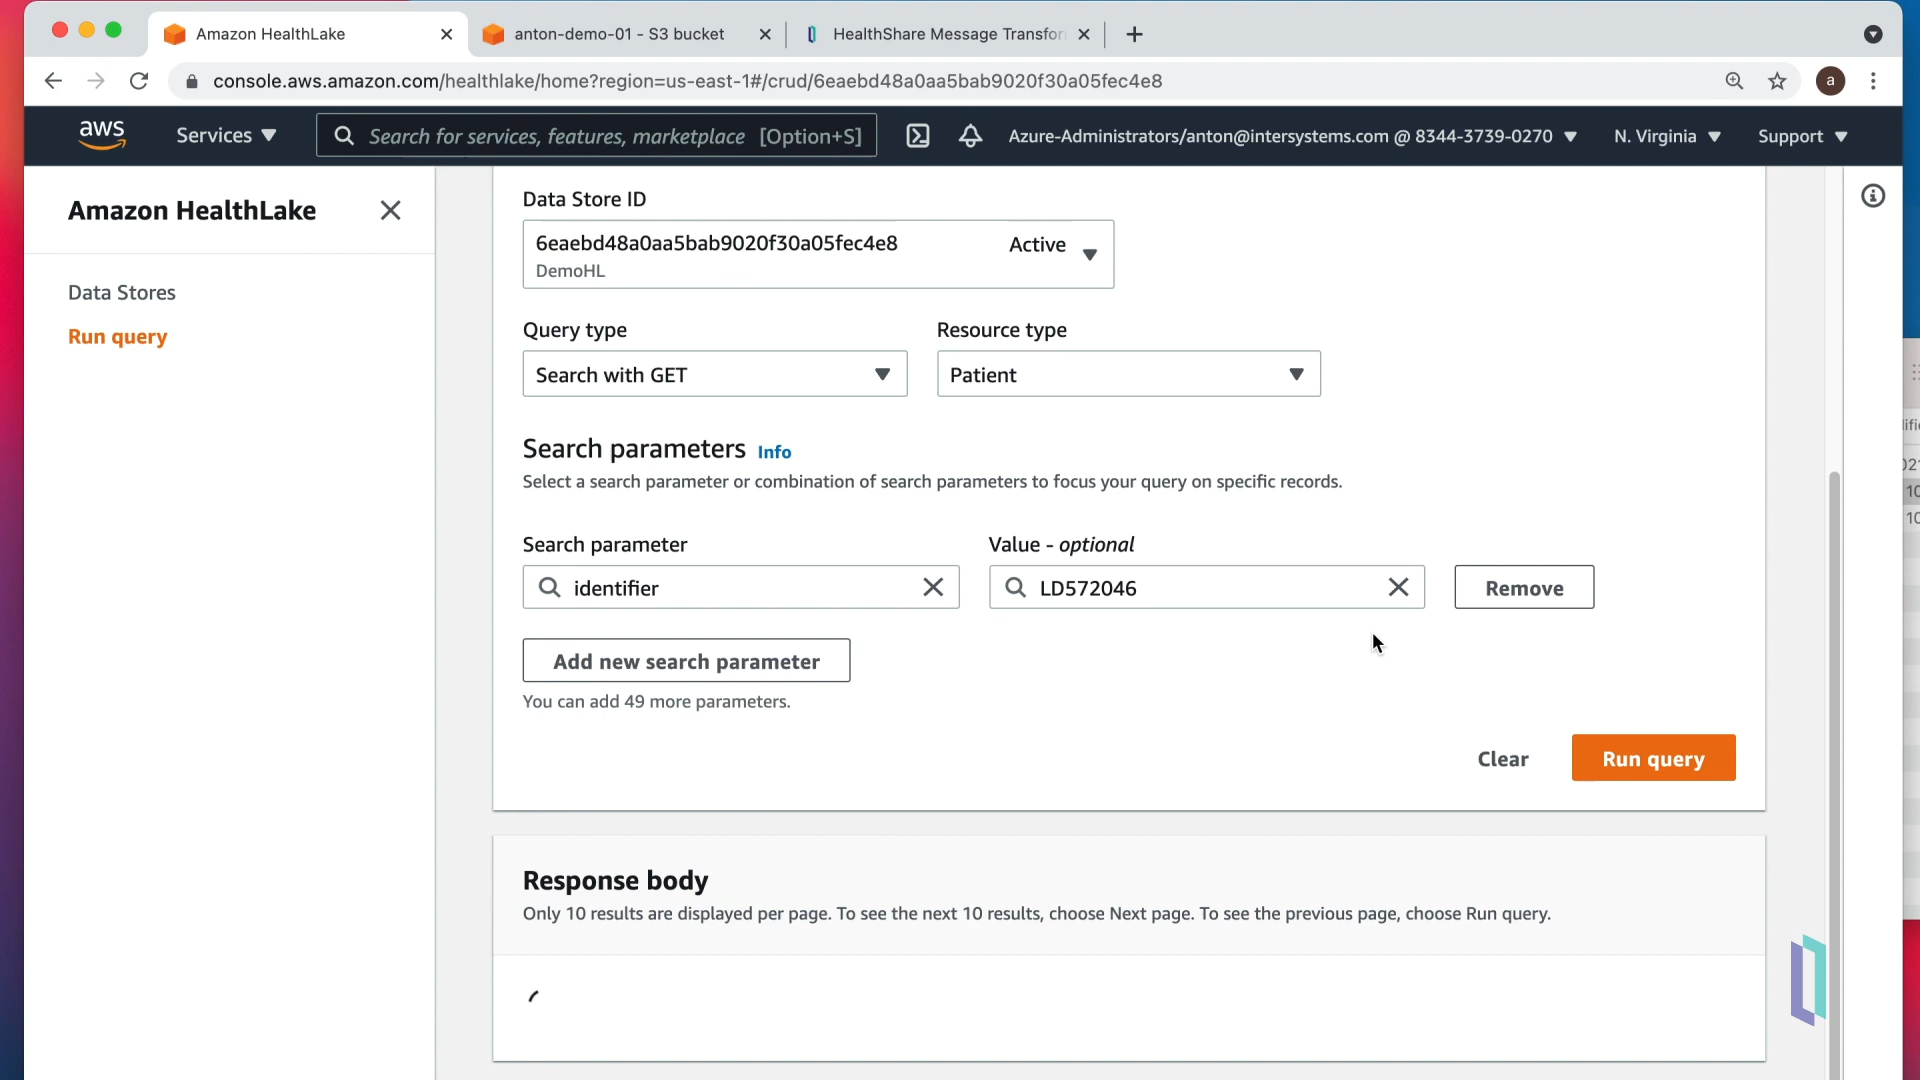 Amazon HealthLake
anton-demo-01 - S3 bucket
HealthShare Message Transfor
console.aws.amazon.com/healthlake/home?region=us-east-1#/crud/6eaebd48a0aa5bab9020f30a05fec4e8
a
aws
Services
Search for services, features, marketplace [Option+S]
Azure-Administrators/anton@intersystems.com @ 8344-3739-0270
N. Virginia
Support
Amazon HealthLake
Data Stores
Run query
Data Store ID
6eaebd48a0aa5bab9020f30a05fec4e8
Active
DemoHL
Query type
Resource type
Search with GET
Patient
Search parameters Info
Select a search parameter or combination of search parameters to focus your query on specific records.
Search parameter
Value - optional
identifier
LD572046
Remove
Add new search parameter
You can add 49 more parameters.
Clear
Run query
Response body
Only 10 results are displayed per page. To see the next 10 results, choose Next page. To see the previous page, choose Run query.